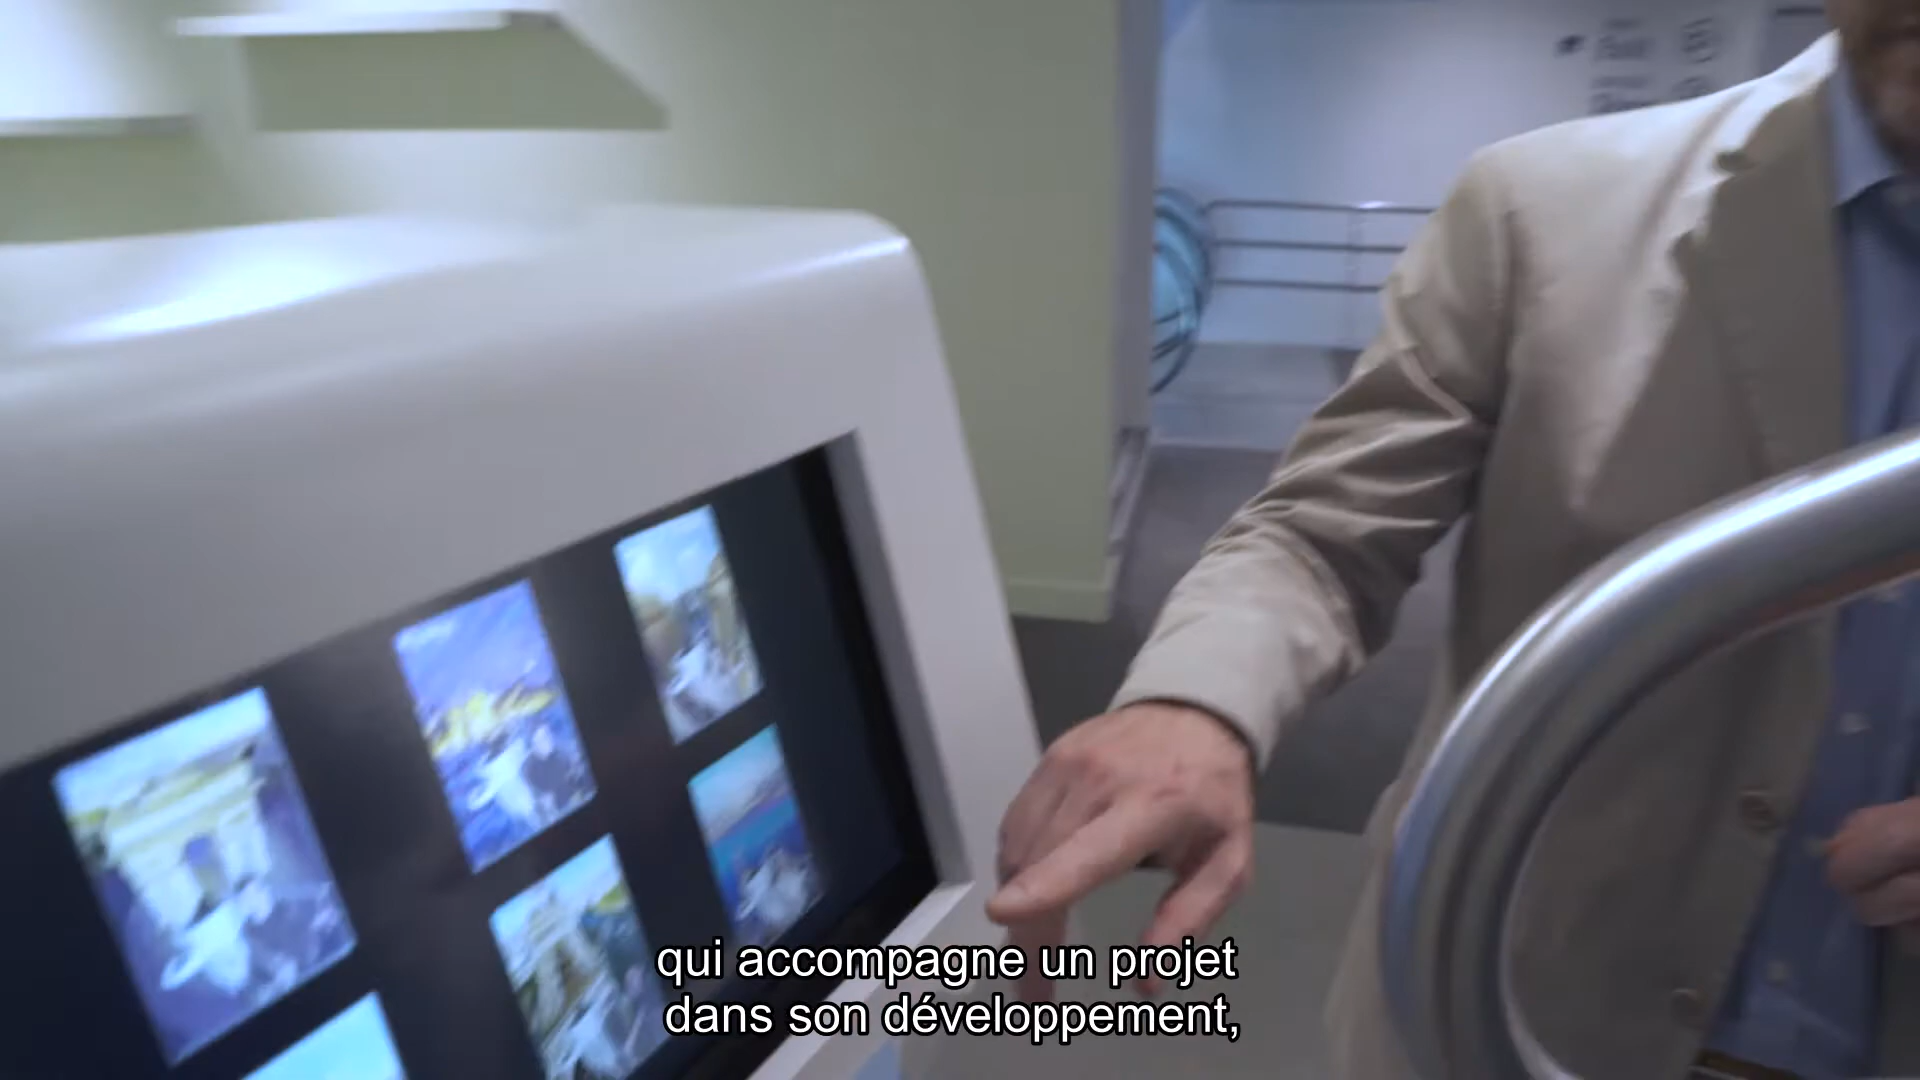 qui accompagne un projet
dans son développement,